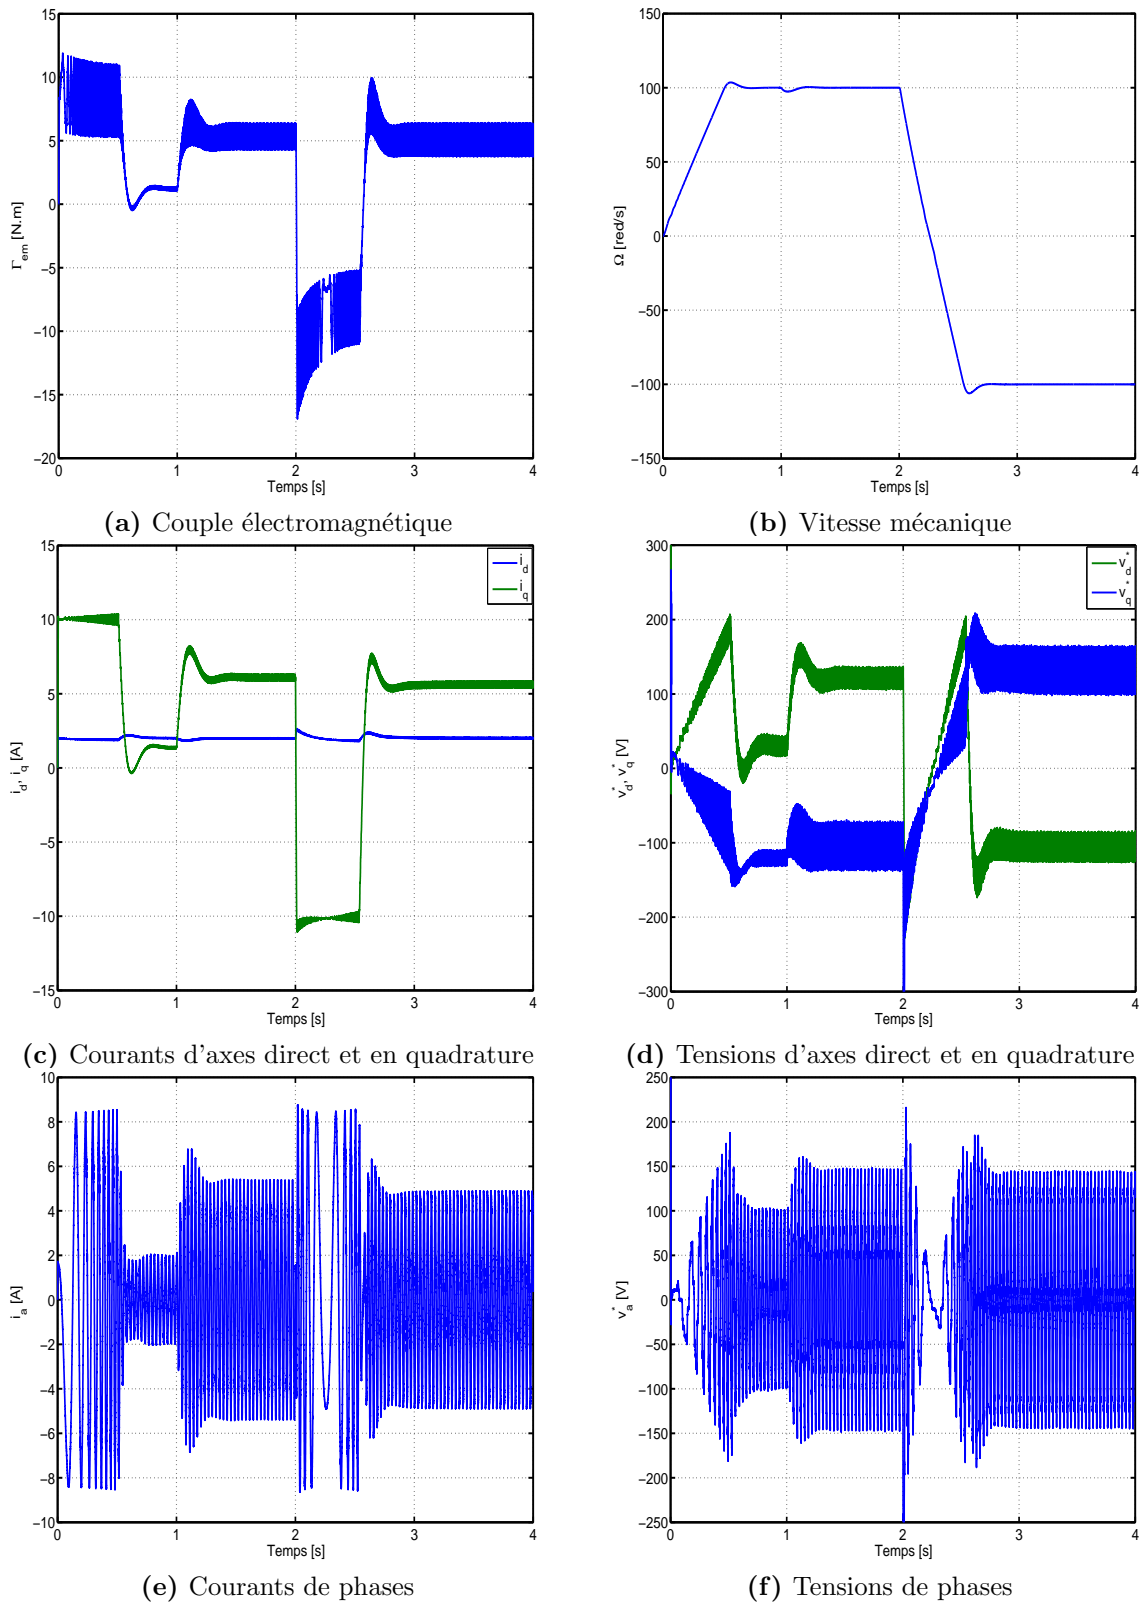 15
10
5
0
−5
−10
−15
−20
0 1 2 3 4
Γem [N.m]
Temps [s]
(a) Couple électromagnétique
150
100
50
0
−50
−100
−150
0 1 2 3 4
Ω [red/s]
Temps [s]
(b) Vitesse mécanique
15
10
5
0
−5
−10
−15
0 1 2 3 4
id, iq [A]
id
iq
Temps [s]
(c) Courants d'axes direct et en quadrature
300
200
100
0
−100
−200
−300
0 1 2 3 4
vd*, vq* [V]
vd*
vq*
Temps [s]
(d) Tensions d'axes direct et en quadrature
10
8
6
4
2
0
−2
−4
−6
−8
−10
0 1 2 3 4
ia [A]
Temps [s]
(e) Courants de phases
250
200
150
100
50
0
−50
−100
−150
−200
−250
0 1 2 3 4
va* [V]
Temps [s]
(f) Tensions de phases